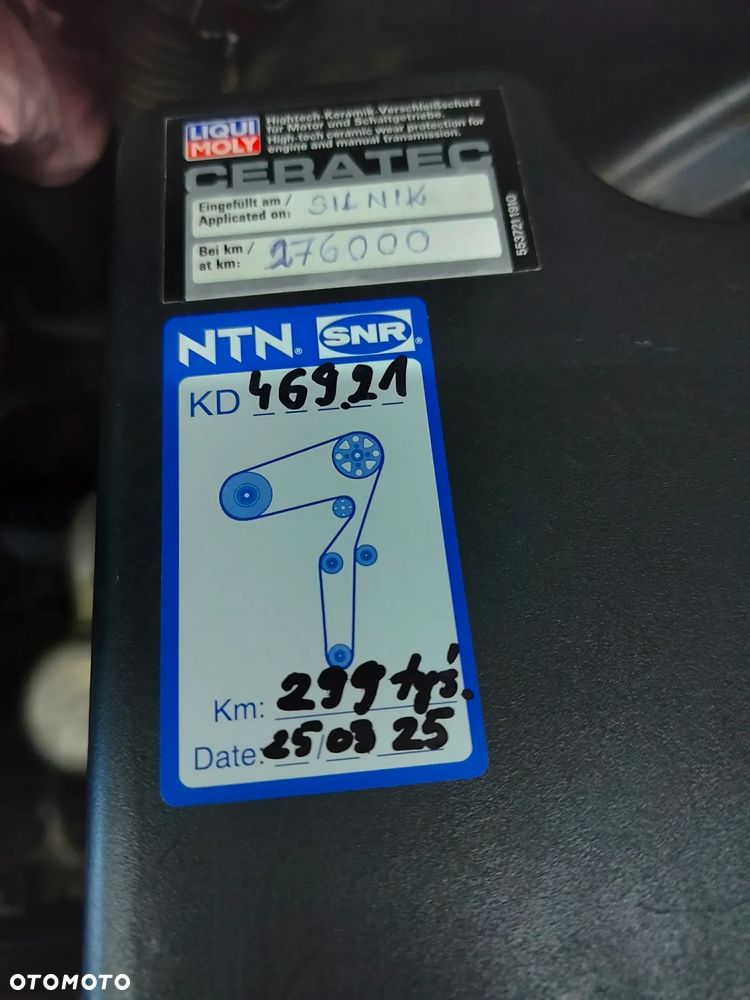 LIQUI MOLY
Hightech-Keramik-Verschleißschutz
für Motor und Schaltgetriebe.
High-tech ceramic wear protection for
engine and manual transmission.
CERATEC
Eingefüllt am /
Applicated on: SILNIK
Bei km /
at km: 276000
5537211910
NTN® SNR®
KD 469.21
Km: 299 tyś.
Date: 25/03 25
OTOMOTO